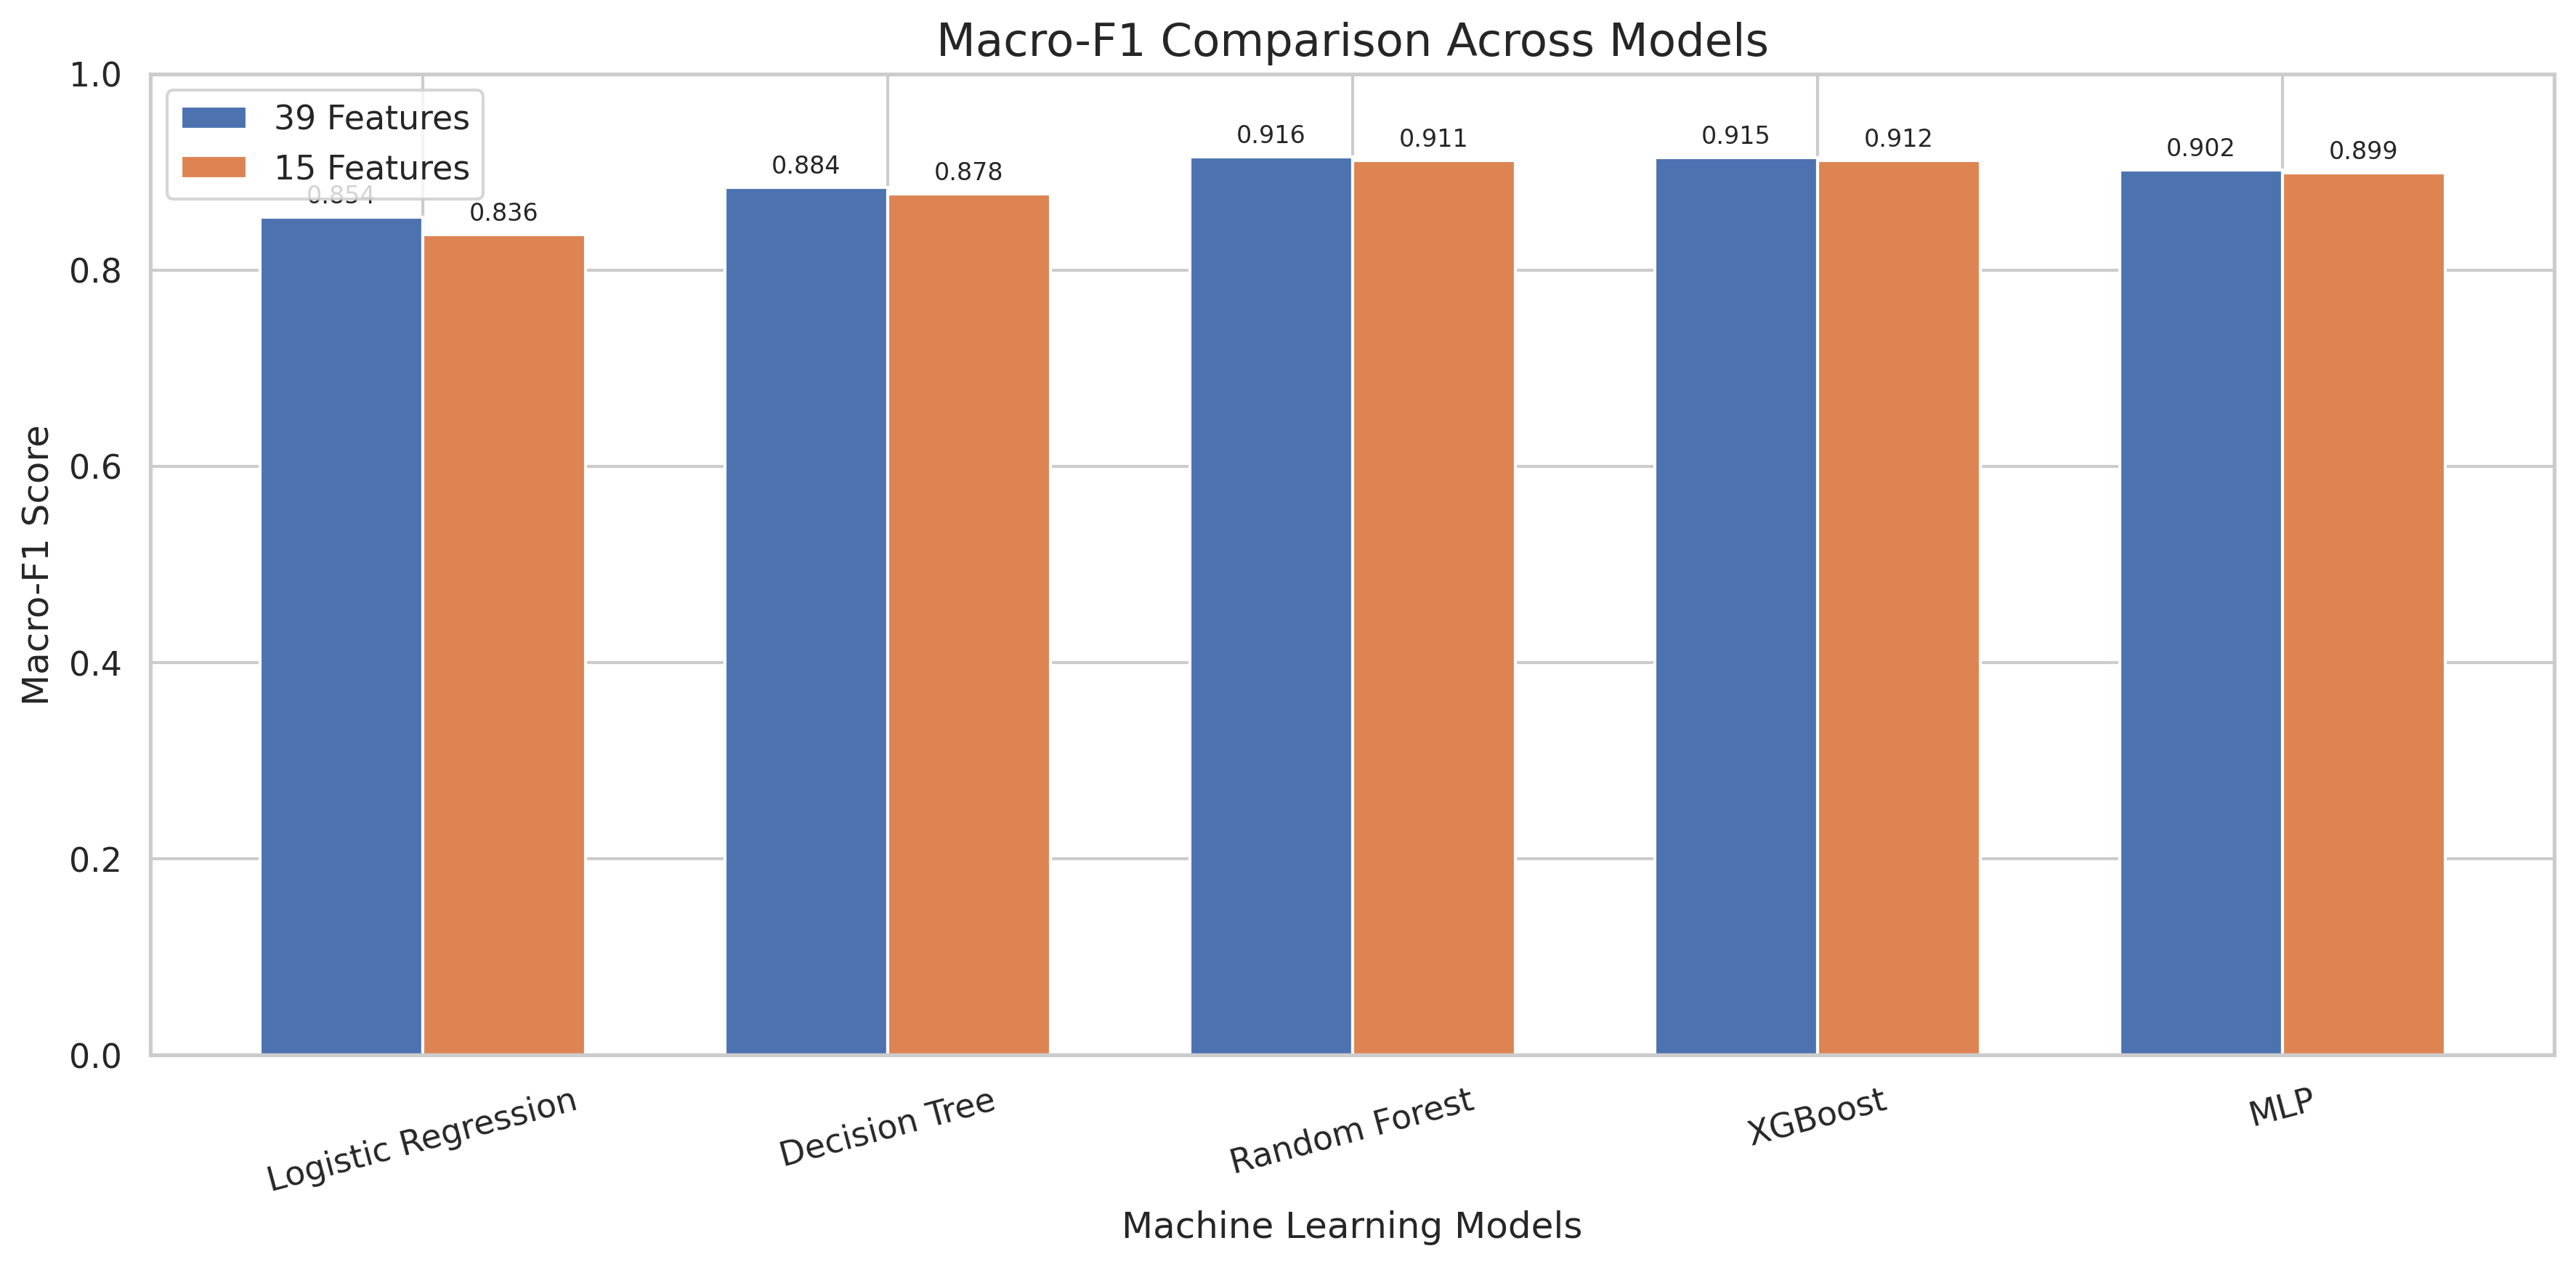 Macro-F1 Comparison Across Models
1.0
0.8
0.6
0.4
0.2
0.0
Macro-F1 Score
39 Features
15 Features
0.854
0.836
0.884
0.878
0.916
0.911
0.915
0.912
0.902
0.899
Logistic Regression
Decision Tree
Random Forest
XGBoost
MLP
Machine Learning Models